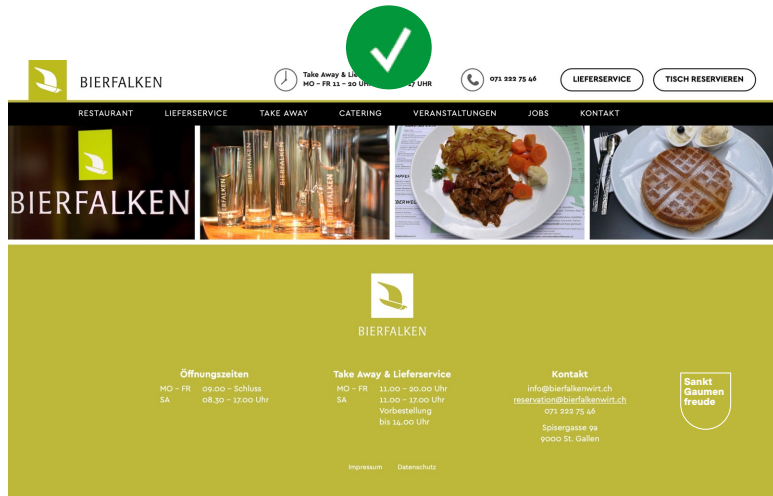 BIERFALKEN
Take Away &
MO – FR 11 – 20 UHR
17 UHR
071 222 75 46
LIEFERSERVICE
TISCH RESERVIEREN
RESTAURANT LIEFERSERVICE TAKE AWAY CATERING VERANSTALTUNGEN JOBS KONTAKT
BIERFALKEN
BIERFALKEN
Öffnungszeiten
MO – FR 09.00 – Schluss
SA 08.30 – 17.00 Uhr
Take Away & Lieferservice
MO – FR 11.00 – 20.00 Uhr
SA 11.00 – 17.00 Uhr
Vorbestellung
bis 14.00 Uhr
Kontakt
info@bierfalkenwirt.ch
reservation@bierfalkenwirt.ch
071 222 75 46
Spisergasse 9a
9000 St. Gallen
Sankt
Gaumen
freude
Impressum Datenschutz